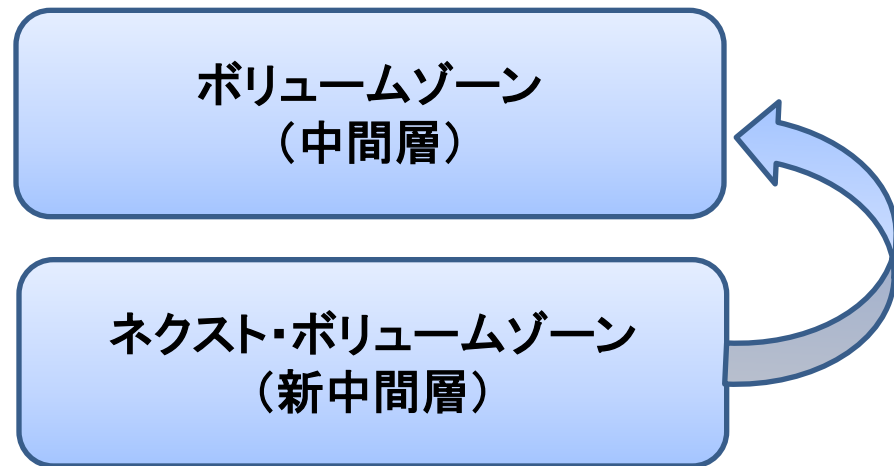 ボリュームゾーン
（中間層）
ネクスト・ボリュームゾーン
（新中間層）